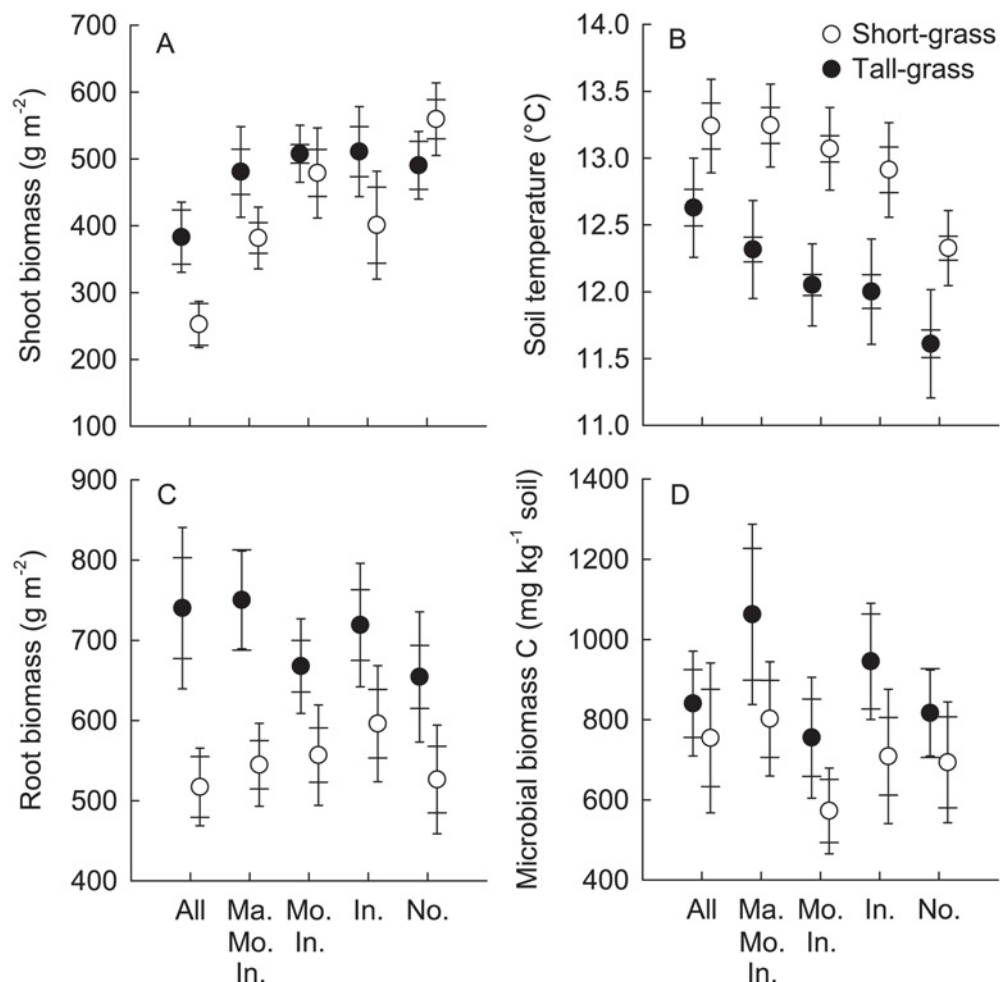 A
Shoot biomass (g m⁻²)
700
600
500
400
300
200
100
B
Short-grass
Tall-grass
Soil temperature (°C)
14.0
13.5
13.0
12.5
12.0
11.5
11.0
C
Root biomass (g m⁻²)
900
800
700
600
500
400
All
Ma.
Mo.
In.
Mo.
In.
In.
No.
D
Microbial biomass C (mg kg⁻¹ soil)
1400
1200
1000
800
600
400
All
Ma.
Mo.
In.
Mo.
In.
In.
No.